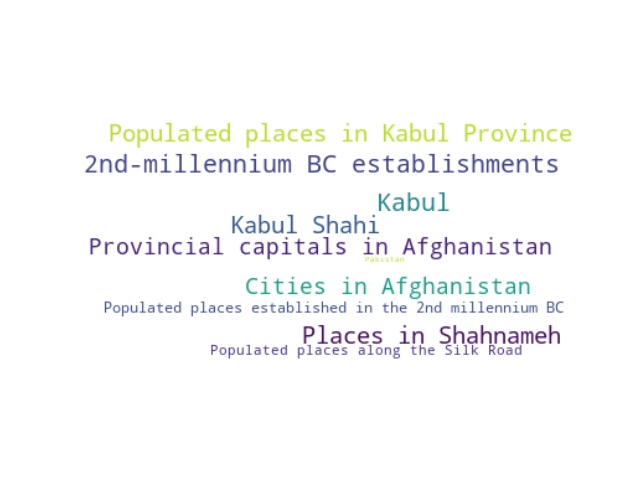 Populated places in Kabul Province
2nd-millennium BC establishments
Kabul
Kabul Shahi
Provincial capitals in Afghanistan
Pakistan
Cities in Afghanistan
Populated places established in the 2nd millennium BC
Places in Shahnameh
Populated places along the Silk Road